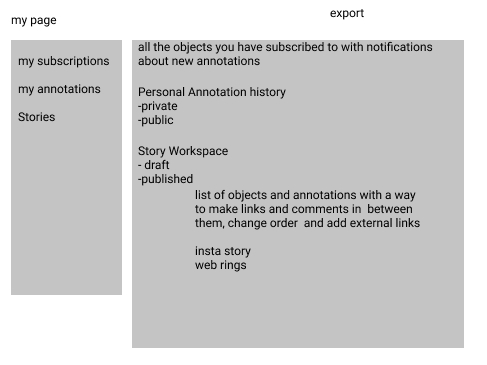 my page
export
my subscriptions
my annotations
Stories
all the objects you have subscribed to with notifications
about new annotations
Personal Annotation history
-private
-public
Story Workspace
- draft
-published
list of objects and annotations with a way
to make links and comments in  between
them, change order  and add external links
insta story
web rings